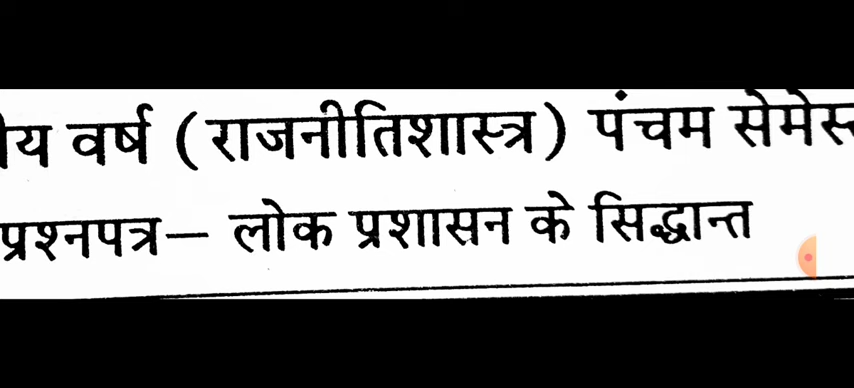 वर्ष (राजनीतिशास्त्र) पंचम
प्रश्नपत्र– लोक प्रशासन के सिद्धान्त